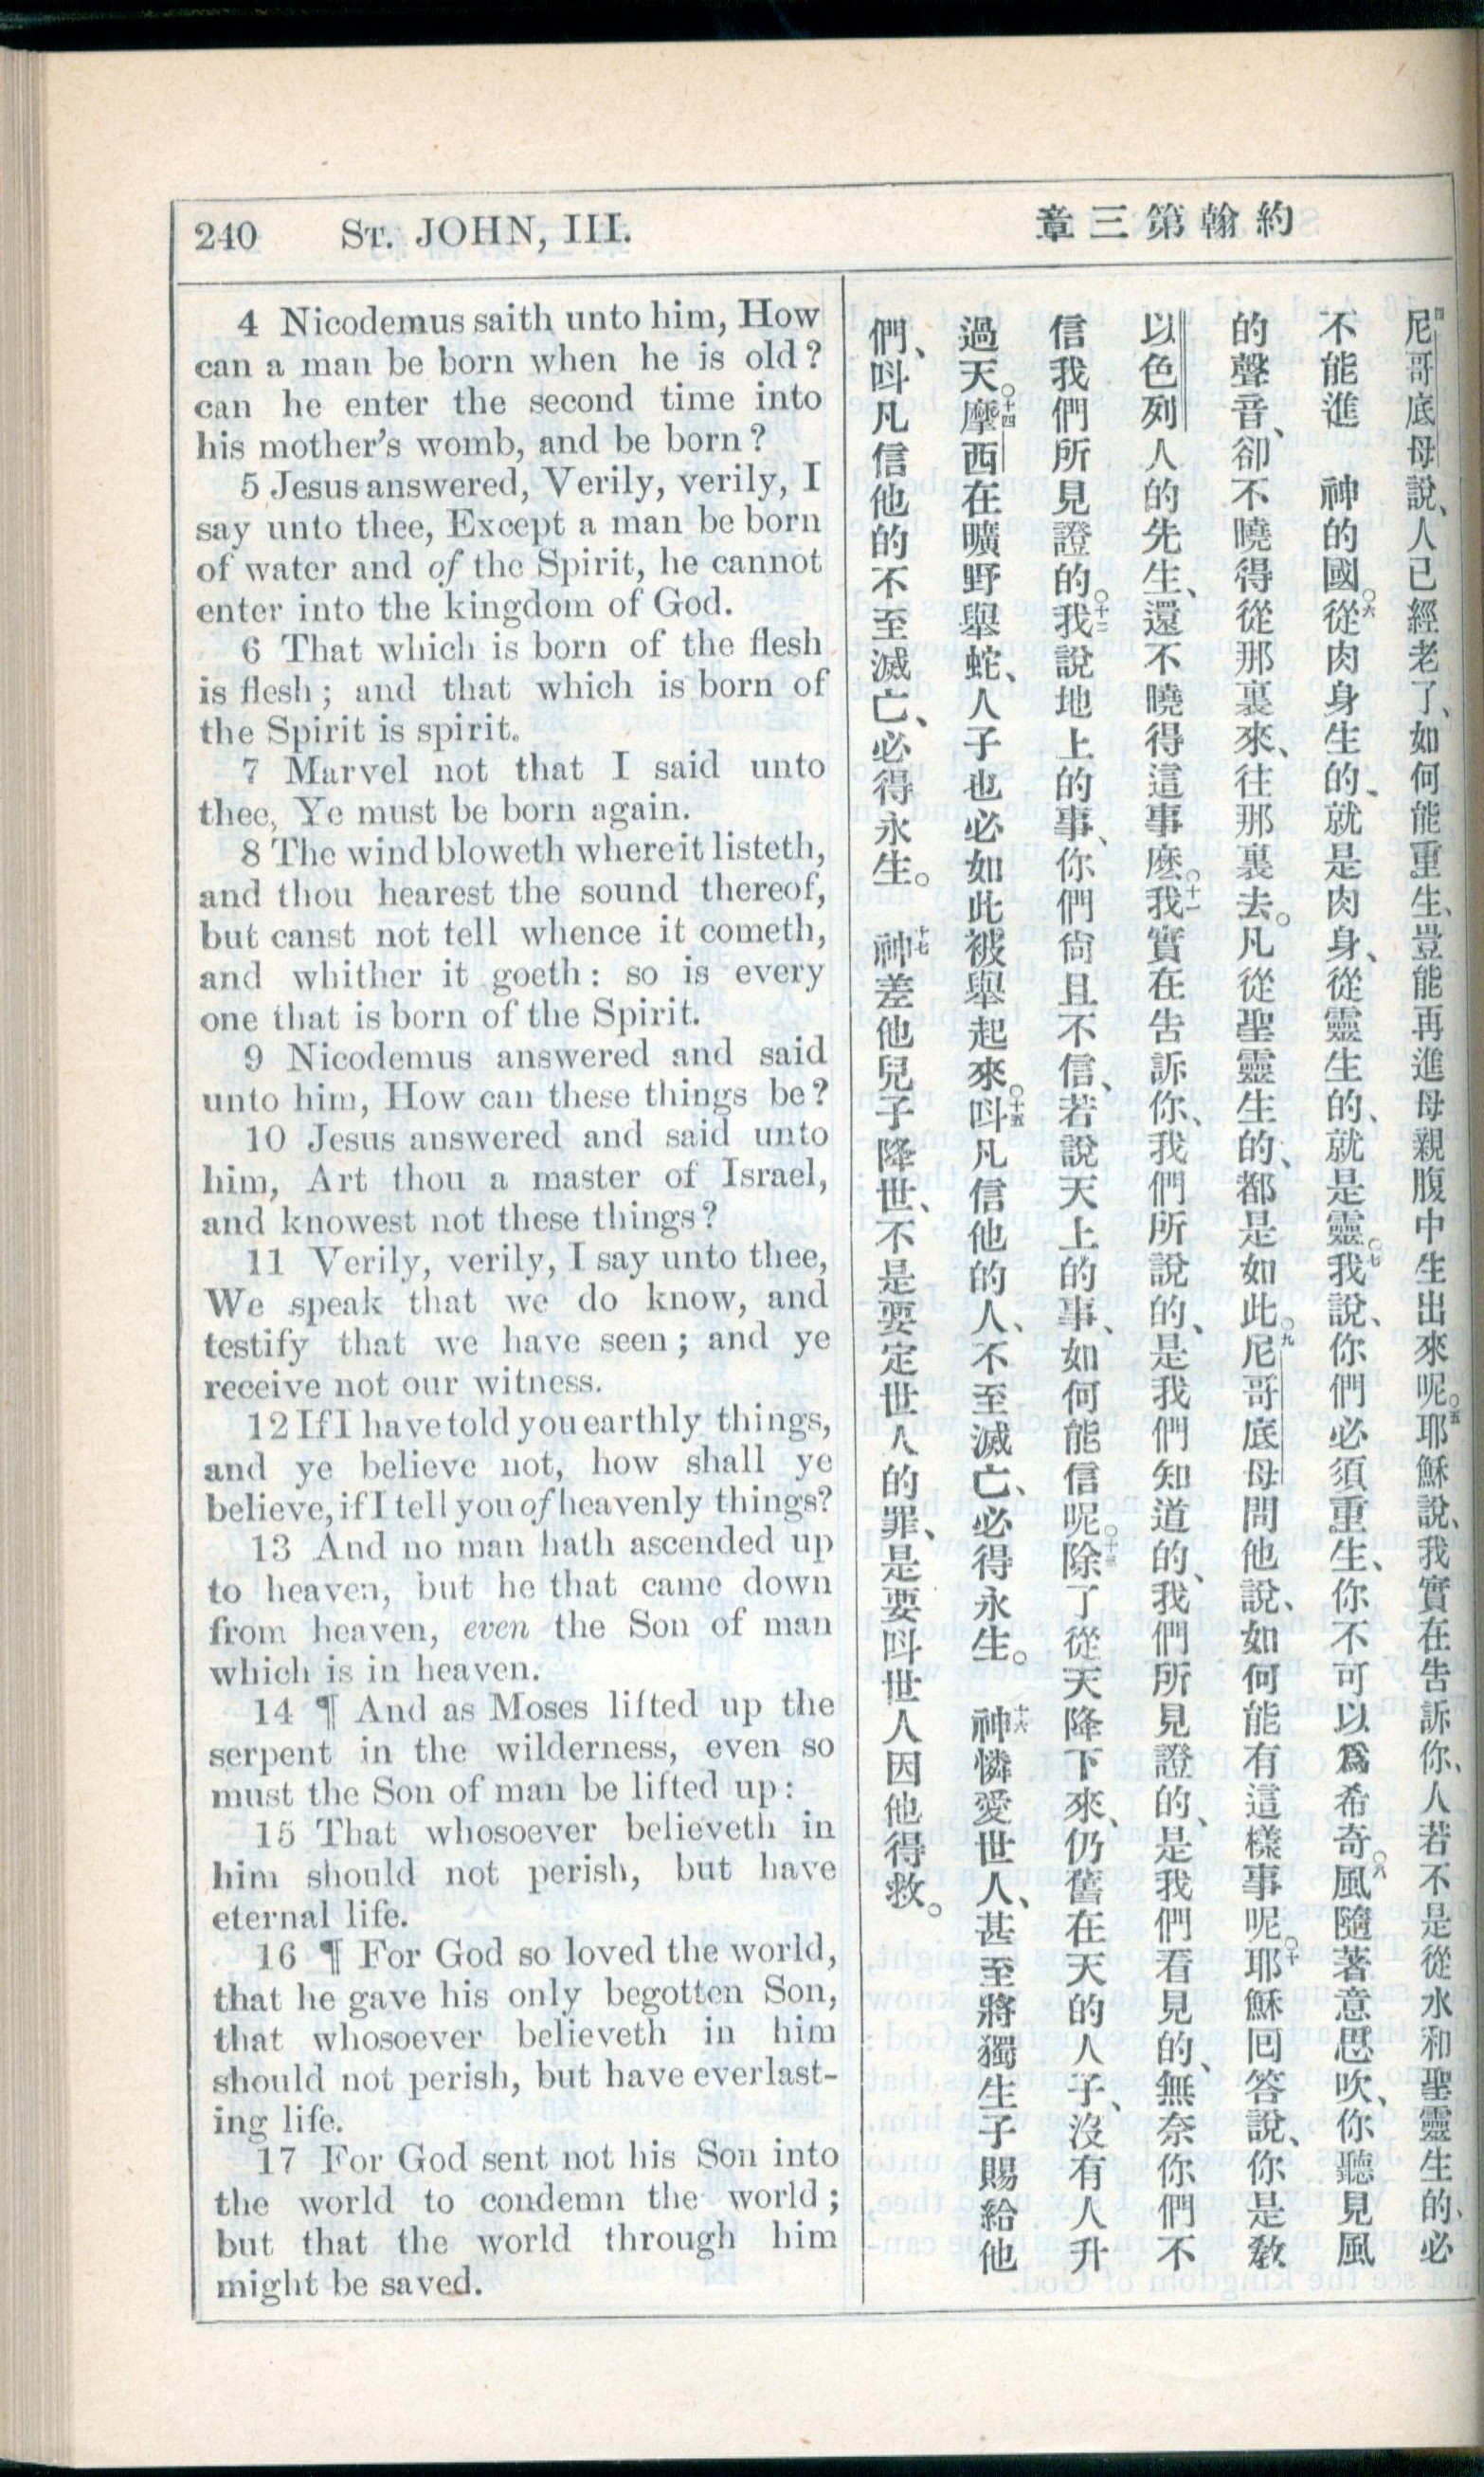 240 ST. JOHN, III.
約翰第三章
4 Nicodemus saith unto him, How
can a man be born when he is old?
can he enter the second time into
his mother's womb, and be born?
5 Jesus answered, Verily, verily, I
say unto thee, Except a man be born
of water and of the Spirit, he cannot
enter into the kingdom of God.
6 That which is born of the flesh
is flesh; and that which is born of
the Spirit is spirit.
7 Marvel not that I said unto
thee, Ye must be born again.
8 The wind bloweth where it listeth,
and thou hearest the sound thereof,
but canst not tell whence it cometh,
and whither it goeth: so is every
one that is born of the Spirit.
9 Nicodemus answered and said
unto him, How can these things be?
10 Jesus answered and said unto
him, Art thou a master of Israel,
and knowest not these things?
11 Verily, verily, I say unto thee,
We speak that we do know, and
testify that we have seen; and ye
receive not our witness.
12 If I have told you earthly things,
and ye believe not, how shall ye
believe, if I tell you of heavenly things?
13 And no man hath ascended up
to heaven, but he that came down
from heaven, even the Son of man
which is in heaven.
14 ¶ And as Moses lifted up the
serpent in the wilderness, even so
must the Son of man be lifted up:
15 That whosoever believeth in
him should not perish, but have
eternal life.
16 ¶ For God so loved the world,
that he gave his only begotten Son,
that whosoever believeth in him
should not perish, but have everlast-
ing life.
17 For God sent not his Son into
the world to condemn the world;
but that the world through him
might be saved.
四尼哥底母說、人已經老了、如何能重生、豈能再進母親腹中生出來呢。五耶穌說、我實在告訴你、人若不是從水和聖靈生的、必
不能進 神的國。六從肉身生的、就是肉身、從靈生的、就是靈。七我說、你們必須重生、你不可以爲希奇。八風隨著意思吹、你聽見風
的聲音、卻不曉得從那裏來、往那裏去。凡從聖靈生的、都是如此。九尼哥底母問他說、如何能有這樣事呢。十耶穌回答說、你是教
以色列人的先生、還不曉得這事麽。十一我實在告訴你、我們所說的、是我們知道的、我們所見證的、是我們看見的、無奈你們不
信我們所見證的。十二我說地上的事、你們尙且不信、若說天上的事、如何能信呢。十三除了從天降下來、仍舊在天的人子、沒有人升
過天。十四摩西在曠野舉蛇、人子也必如此被舉起來。十五呌凡信他的人、不至滅亡、必得永生。 十六神憐愛世人、甚至將獨生子賜給他
們、呌凡信他的不至滅亡、必得永生。 十七神差他兒子降世、不是要定世人的罪、是要呌世人因他得救。